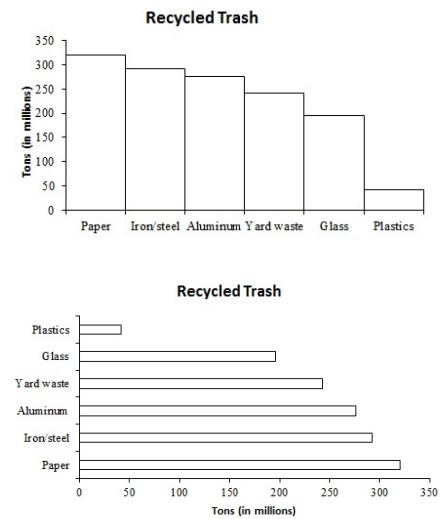 Recycled Trash
Tons (in millions)
350
300
250
200
150
100
50
0
Paper Iron/steel Aluminum Yard waste Glass Plastics
Recycled Trash
Plastics
Glass
Yard waste
Aluminum
Iron/steel
Paper
0 50 100 150 200 250 300 350
Tons (in millions)